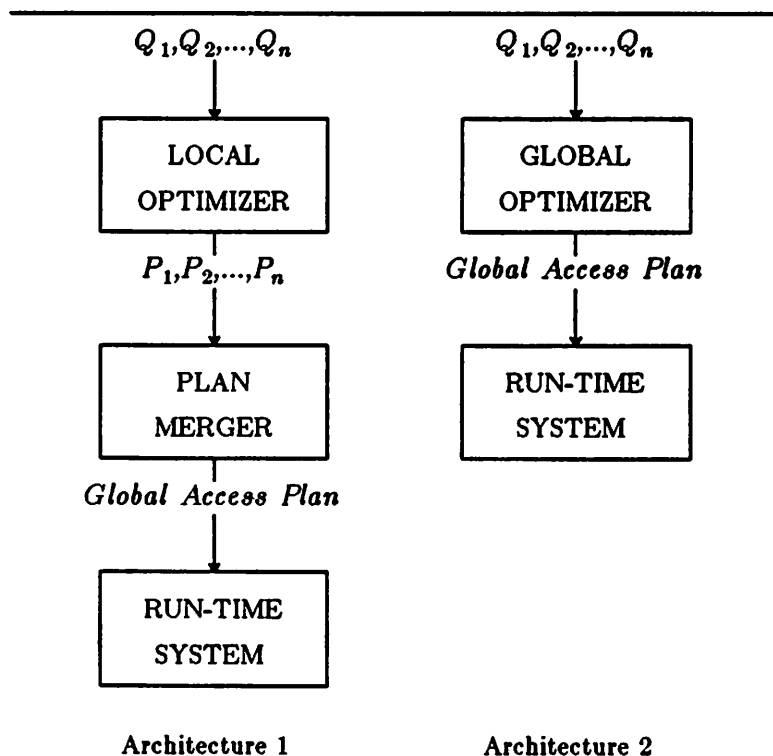 Q1,Q2,...,Qn
LOCAL
OPTIMIZER
P1,P2,...,Pn
PLAN
MERGER
Global Access Plan
RUN-TIME
SYSTEM
Architecture 1
Q1,Q2,...,Qn
GLOBAL
OPTIMIZER
Global Access Plan
RUN-TIME
SYSTEM
Architecture 2